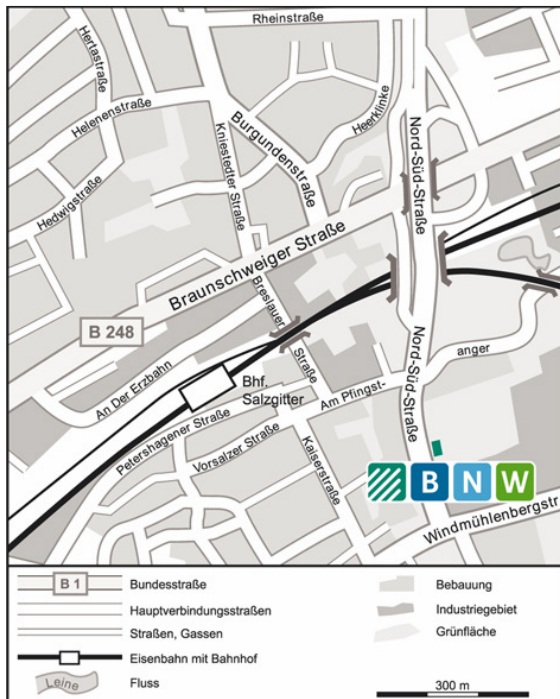 Rheinstraße
Hertastraße
Helenenstraße
Hedwigstraße
Kniestedter Straße
Burgundenstraße
Heerklinke
Nord-Süd-Straße
Braunschweiger Straße
B 248
Breslauer
Straße
An Der Erzbahn
Bhf.
Salzgitter
Nord-Süd-Straße
anger
Am Pfingst-
Petershagener Straße
Vorsalzer Straße
Kaiserstraße
BNW
Windmühlenbergstr
B 1
Bundesstraße
Hauptverbindungsstraßen
Straßen, Gassen
Eisenbahn mit Bahnhof
Leine
Fluss
Bebauung
Industriegebiet
Grünfläche
300 m